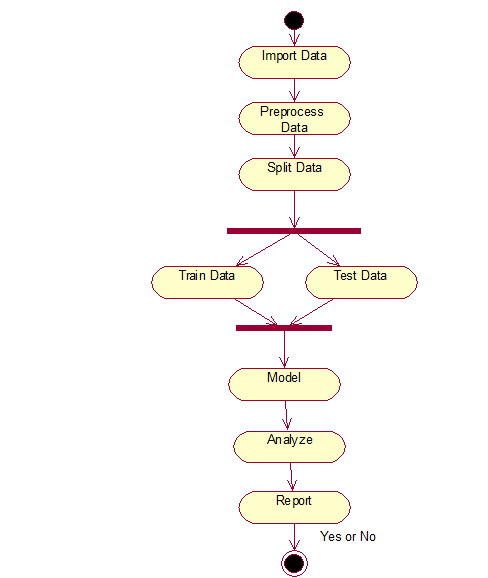 Import Data
Preprocess
Data
Split Data
Train Data
Test Data
Model
Analyze
Report
Yes or No